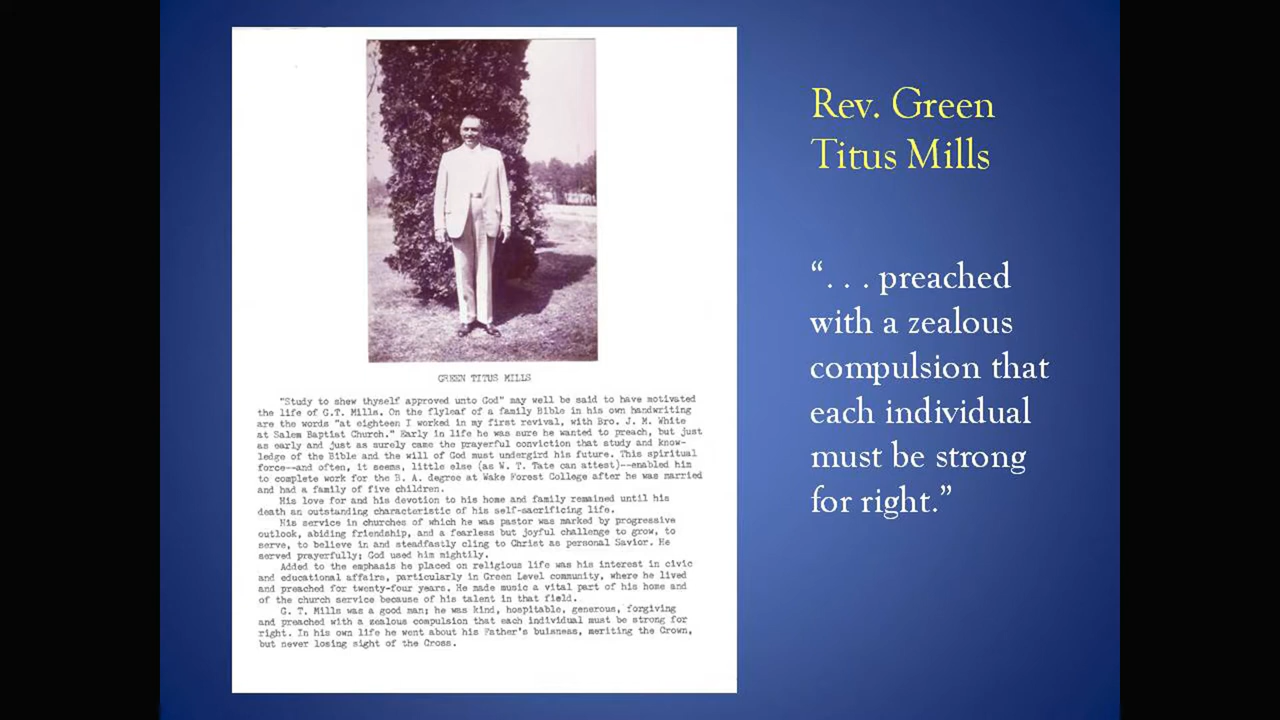 GREEN TITUS MILLS
"Study to shew thyself approved unto God" may well be said to have motivated
the life of G.T. Mills. On the flyleaf of a family Bible in his own handwriting
are the words "at eighteen I worked in my first revival, with Bro. J. M. White
at Salem Baptist Church." Early in life he was sure he wanted to preach, but just
as early and just as surely came the prayerful conviction that study and know-
ledge of the Bible and the will of God must undergird his future. This spiritual
force--and often, it seems, little else (as W. T. Tate can attest)--enabled him
to complete work for the B. A. degree at Wake Forest College after he was married
and had a family of five children.
His love for and his devotion to his home and family remained until his
death an outstanding characteristic of his self-sacrificing life.
His service in churches of which he was pastor was marked by progressive
outlook, abiding friendship, and a fearless but joyful challenge to grow, to
serve, to believe in and steadfastly cling to Christ as personal Savior. He
served prayerfully; God used him mightily.
Added to the emphasis he placed on religious life was his interest in civic
and educational affairs, particularly in Green Level community, where he lived
and preached for twenty-four years. He made music a vital part of his home and
of the church service because of his talent in that field.
G. T. Mills was a good man; he was kind, hospitable, generous, forgiving
and preached with a zealous compulsion that each individual must be strong for
right. In his own life he went about his Father's buisness, meriting the Crown,
but never losing sight of the Cross.
Rev. Green
Titus Mills
“. . . preached
with a zealous
compulsion that
each individual
must be strong
for right.”